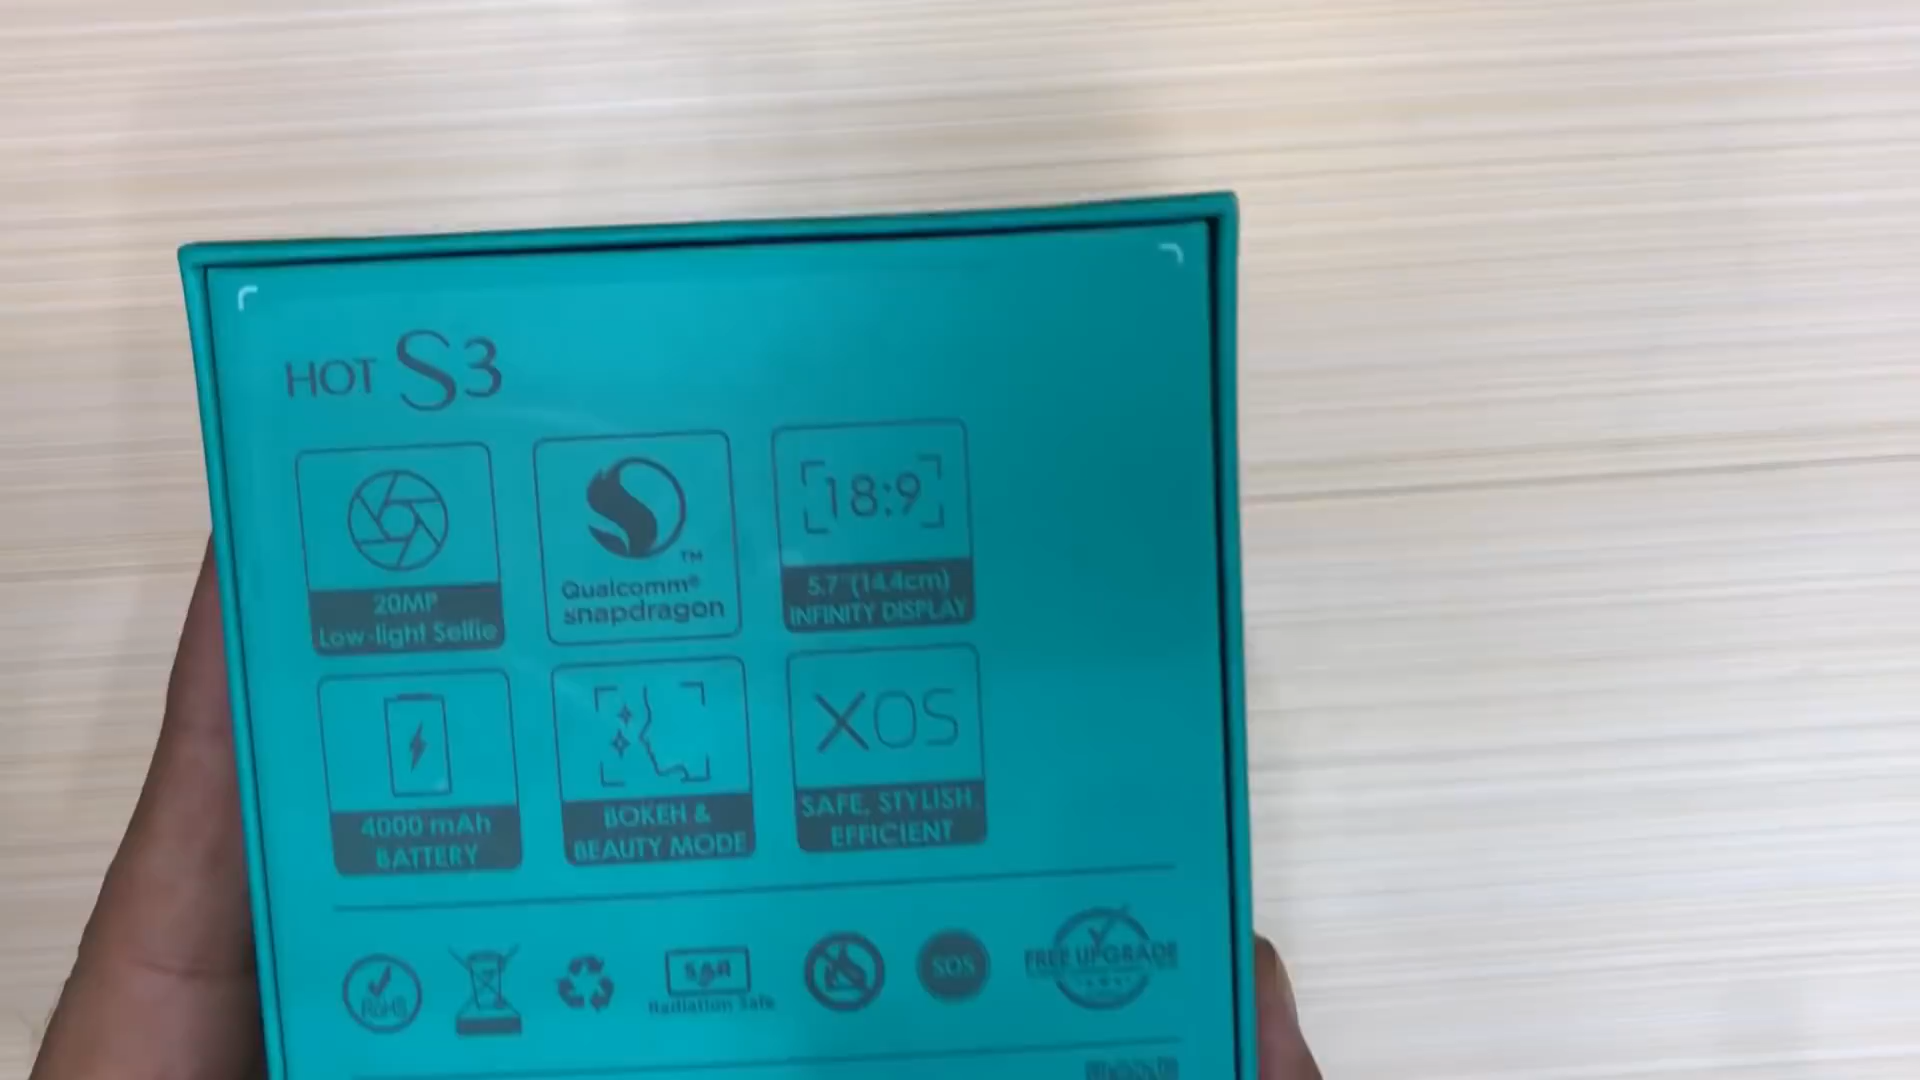 HOT S3
20MP
Low-light Selfie
Qualcomm®
snapdragon™
18:9
5.7"(14.4cm)
INFINITY DISPLAY
4000 mAh
BATTERY
BOKEH &
BEAUTY MODE
XOS
SAFE, STYLISH,
EFFICIENT
RoHS
SAR
Radiation Safe
SOS
FREE UPGRADE